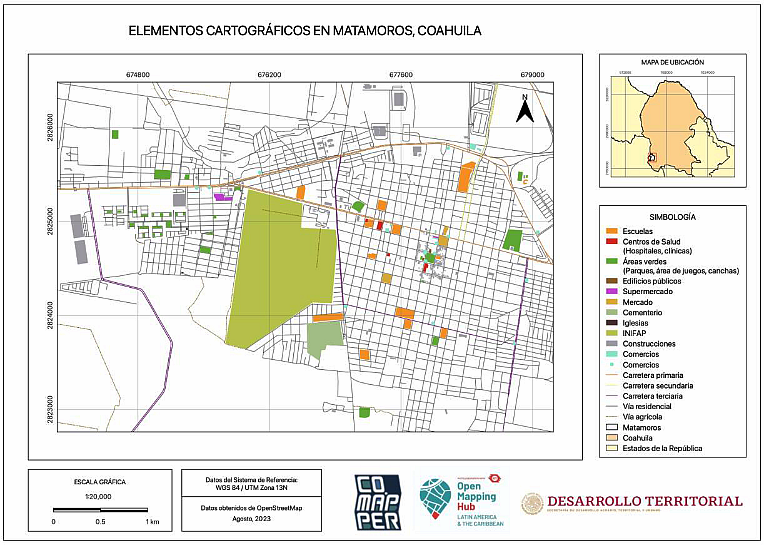 ELEMENTOS CARTOGRÁFICOS EN MATAMOROS, COAHUILA
674800 676200 677600 679000
2826000
2825000
2824000
2823000
N
MAPA DE UBICACIÓN
SIMBOLOGÍA
Escuelas
Centros de Salud
(Hospitales, clínicas)
Áreas verdes
(Parques, área de juegos, canchas)
Edificios públicos
Supermercado
Mercado
Cementerio
Iglesias
INIFAP
Construcciones
Comercios
Comercios
Carretera primaria
Carretera secundaria
Carretera terciaria
Vía residencial
Vía agrícola
Matamoros
Coahuila
Estados de la República
ESCALA GRÁFICA
1:20,000
0 0.5 1 km
Datos del Sistema de Referencia:
WGS 84 / UTM Zona 13N
Datos obtenidos de OpenStreetMap
Agosto, 2023
CO
MAP
PER
Open
Mapping
Hub
LATIN AMERICA
& THE CARIBBEAN
DESARROLLO TERRITORIAL
SECRETARÍA DE DESARROLLO AGRARIO, TERRITORIAL Y URBANO